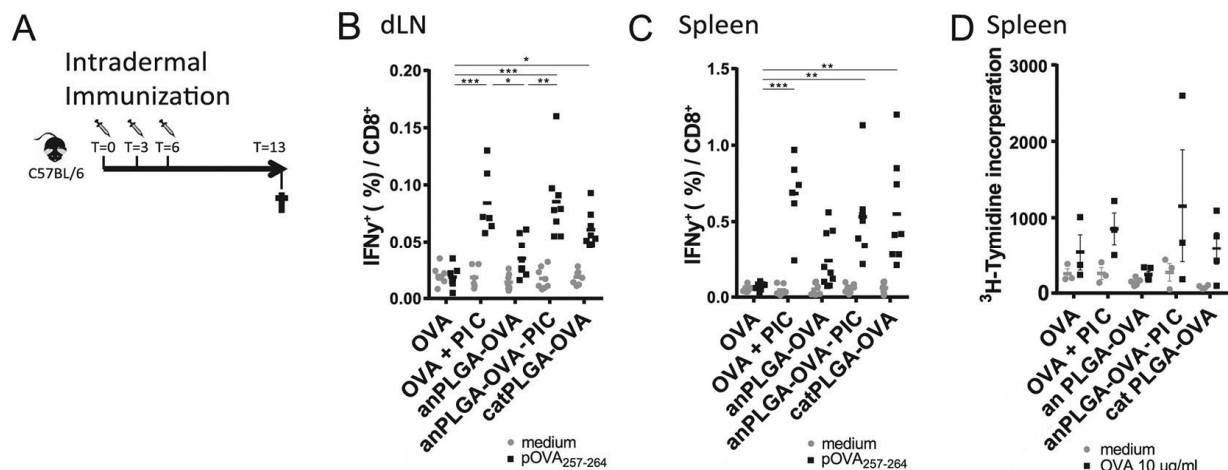 A
Intradermal
Immunization
T=0 T=3 T=6 T=13
C57BL/6
B dLN
IFNy⁺ ( %) / CD8⁺
0.20
0.15
0.10
0.05
0.00
*
***
*** * **
OVA
OVA + PI C
anPLGA-OVA
anPLGA-OVA-PIC
catPLGA-OVA
medium
pOVA257-264
C Spleen
IFNy⁺ ( %) / CD8⁺
1.5
1.0
0.5
0.0
**
**
***
OVA
OVA + PI C
anPLGA-OVA
anPLGA-OVA-PIC
catPLGA-OVA
medium
pOVA257-264
D Spleen
³H-Tymidine incorperation
3000
2000
1000
0
OVA
OVA + PI C
an PLGA-OVA
anPLGA-OVA-PIC
cat PLGA-OVA
medium
OVA 10 µg/ml